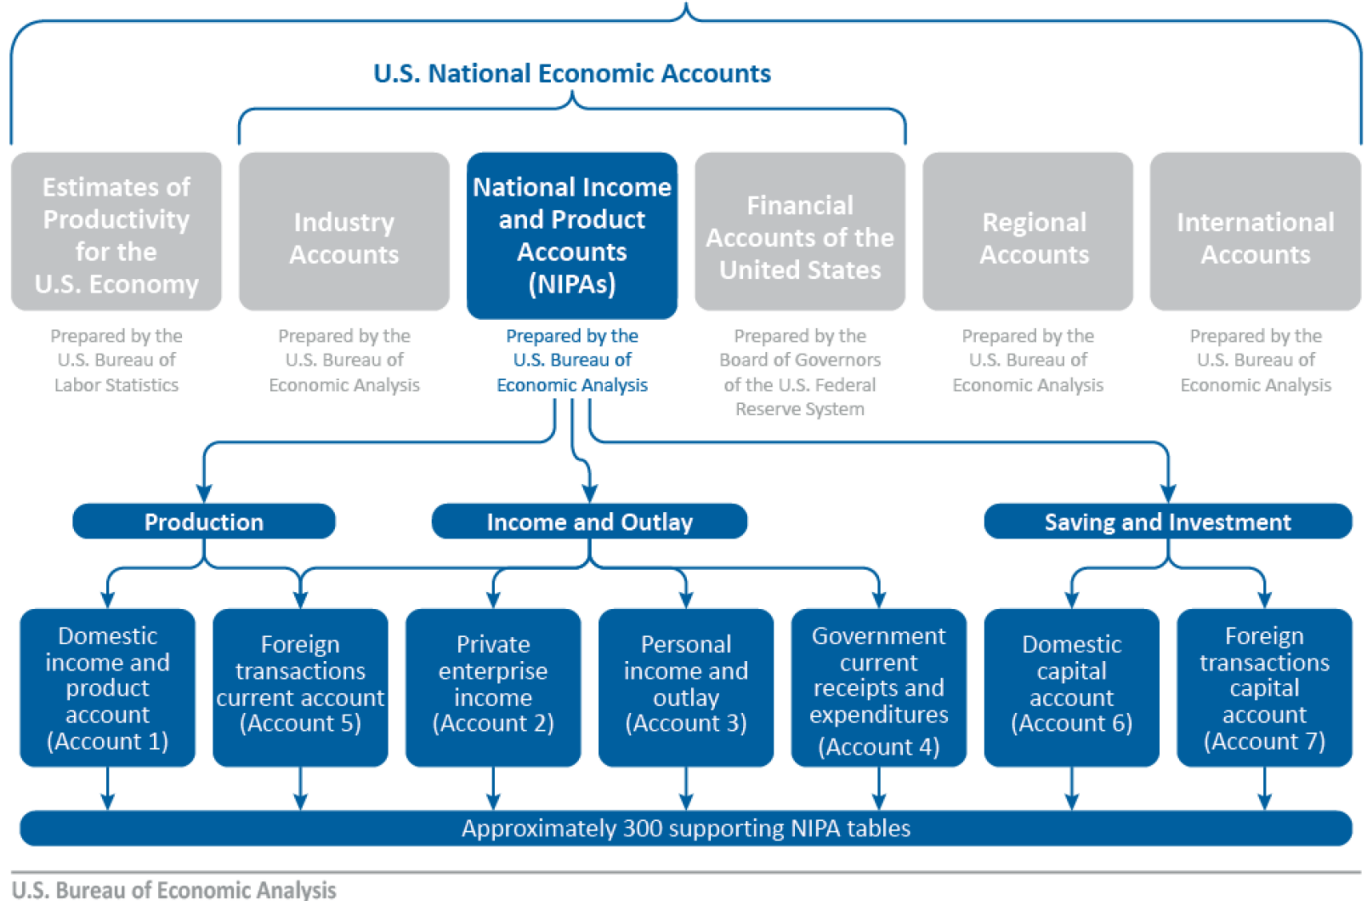 U.S. National Economic Accounts
Estimates of
Productivity
for the
U.S. Economy
Industry
Accounts
National Income
and Product
Accounts
(NIPAs)
Financial
Accounts of the
United States
Regional
Accounts
International
Accounts
Prepared by the
U.S. Bureau of
Labor Statistics
Prepared by the
U.S. Bureau of
Economic Analysis
Prepared by the
U.S. Bureau of
Economic Analysis
Prepared by the
Board of Governors
of the U.S. Federal
Reserve System
Prepared by the
U.S. Bureau of
Economic Analysis
Prepared by the
U.S. Bureau of
Economic Analysis
Production
Income and Outlay
Saving and Investment
Domestic
income and
product
account
(Account 1)
Foreign
transactions
current account
(Account 5)
Private
enterprise
income
(Account 2)
Personal
income and
outlay
(Account 3)
Government
current
receipts and
expenditures
(Account 4)
Domestic
capital
account
(Account 6)
Foreign
transactions
capital
account
(Account 7)
Approximately 300 supporting NIPA tables
U.S. Bureau of Economic Analysis